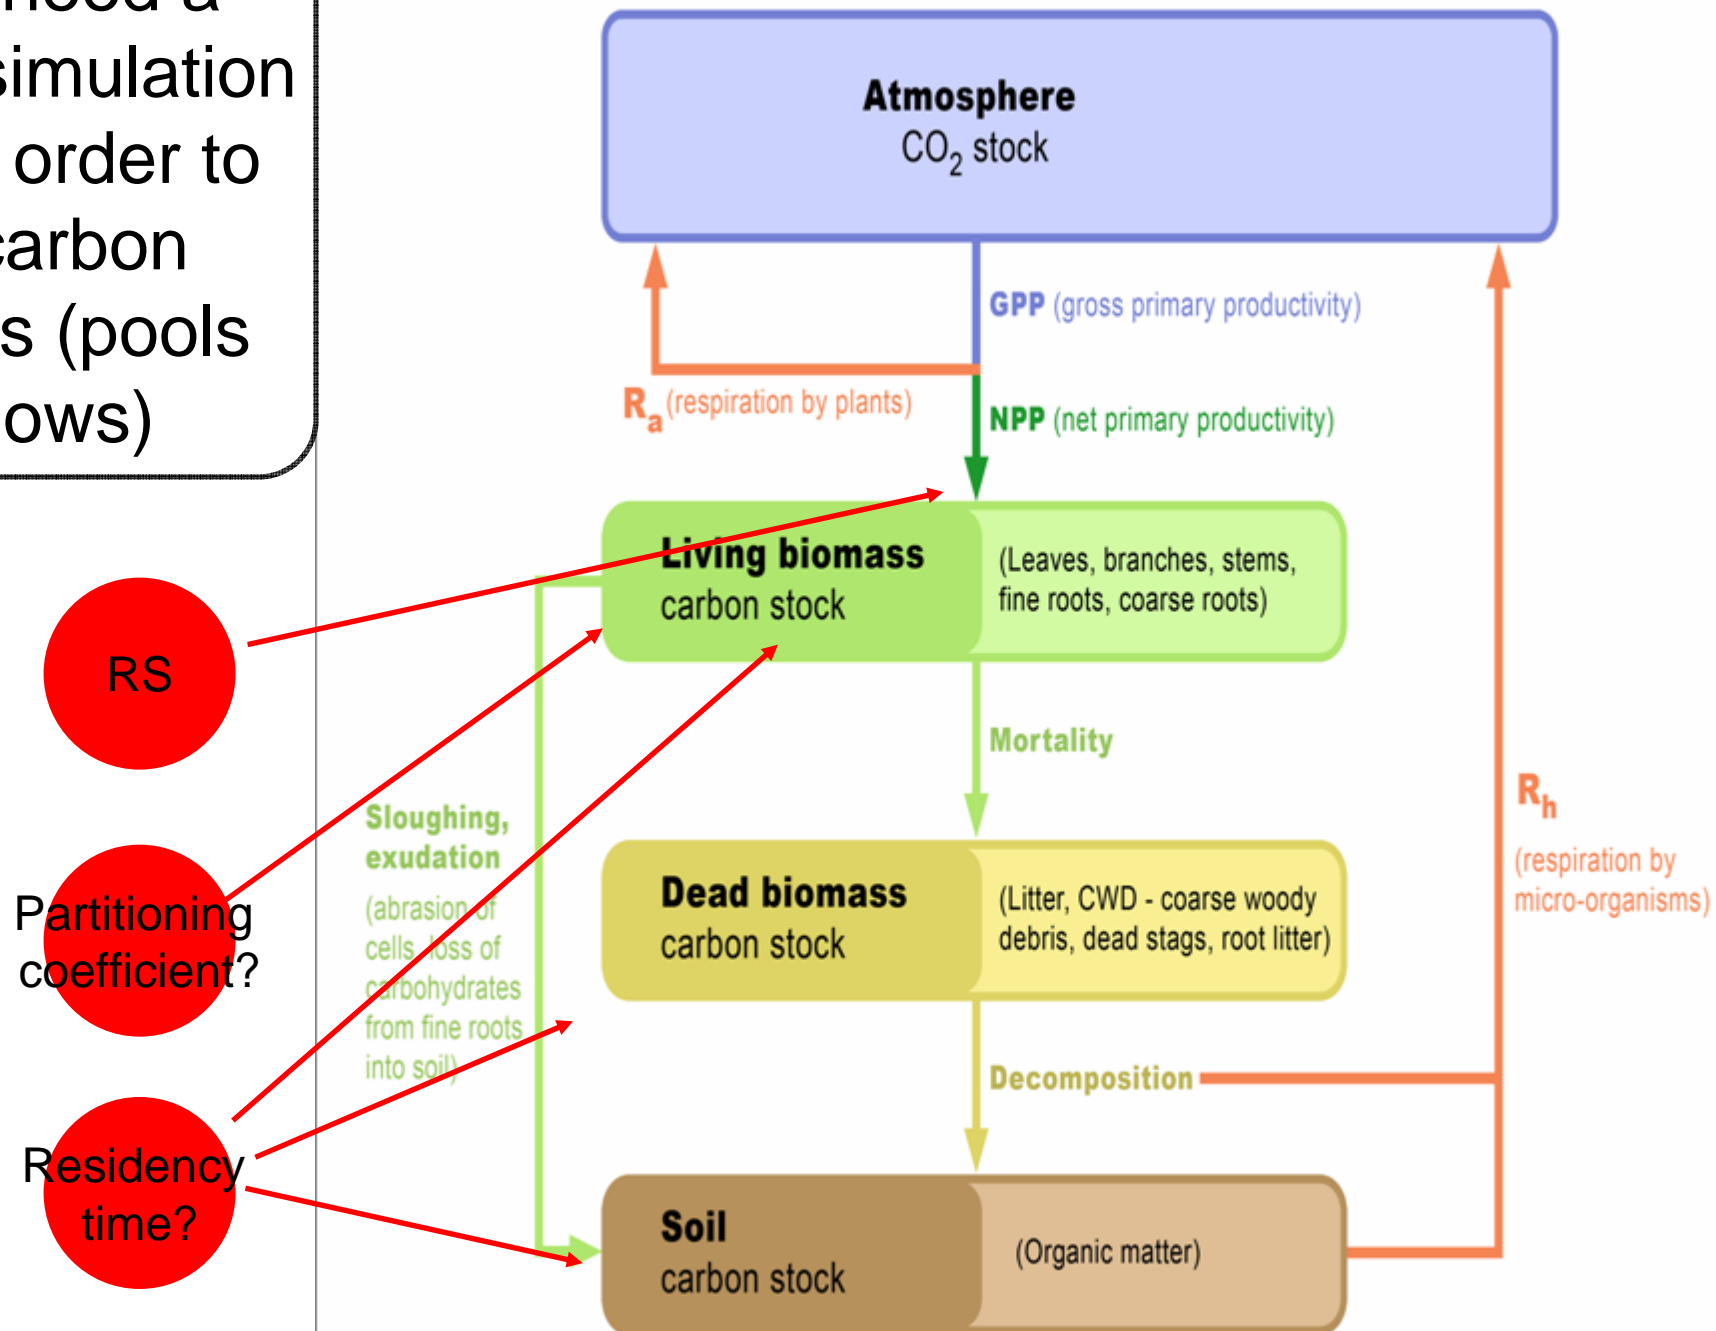 need a
simulation
order to
carbon
s (pools
ows)
Atmosphere
CO2 stock
GPP (gross primary productivity)
Ra (respiration by plants)
NPP (net primary productivity)
Living biomass
carbon stock
(Leaves, branches, stems,
fine roots, coarse roots)
RS
Mortality
Sloughing,
exudation
(abrasion of
cells, loss of
carbohydrates
from fine roots
into soil)
Rh
(respiration by
micro-organisms)
Partitioning
coefficient?
Dead biomass
carbon stock
(Litter, CWD - coarse woody
debris, dead stags, root litter)
Decomposition
Residency
time?
Soil
carbon stock
(Organic matter)